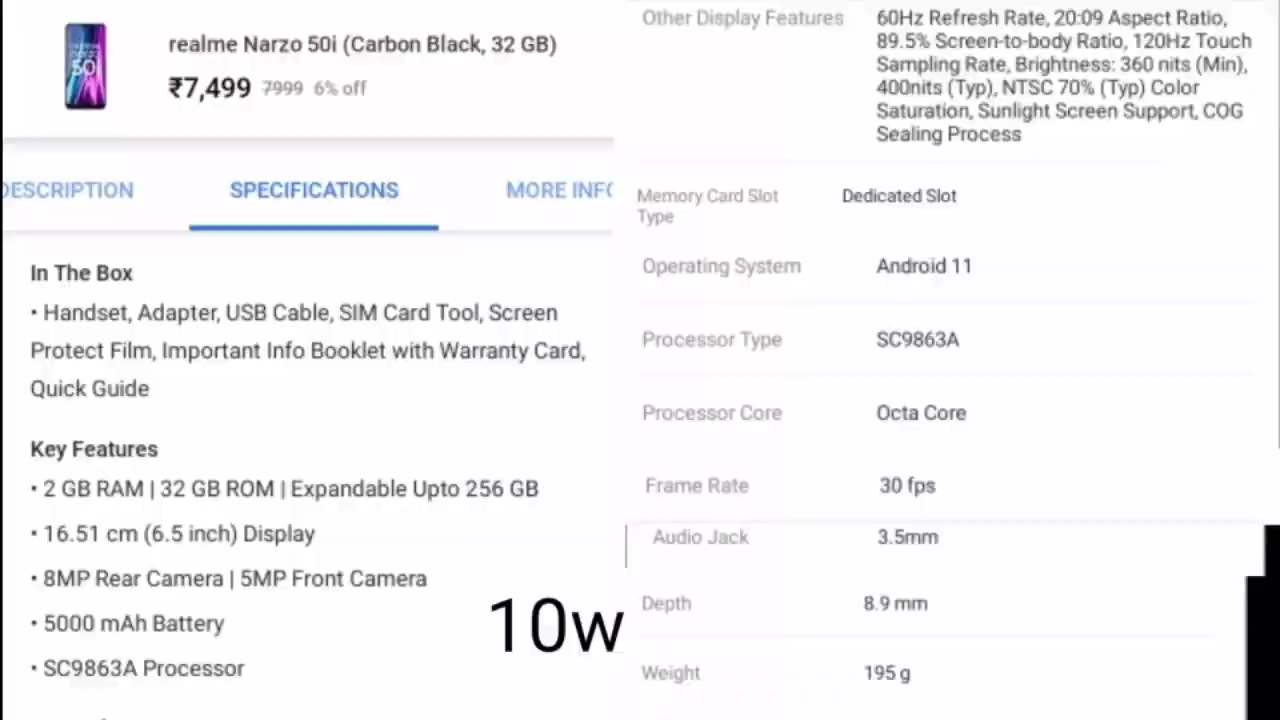 realme Narzo 50i (Carbon Black, 32 GB)
₹7,499 7999 6% off
DESCRIPTION SPECIFICATIONS MORE INFO
In The Box
• Handset, Adapter, USB Cable, SIM Card Tool, Screen
Protect Film, Important Info Booklet with Warranty Card,
Quick Guide
Key Features
• 2 GB RAM | 32 GB ROM | Expandable Upto 256 GB
• 16.51 cm (6.5 inch) Display
• 8MP Rear Camera | 5MP Front Camera
• 5000 mAh Battery
10w
• SC9863A Processor
Other Display Features 60Hz Refresh Rate, 20:09 Aspect Ratio,
89.5% Screen-to-body Ratio, 120Hz Touch
Sampling Rate, Brightness: 360 nits (Min),
400nits (Typ), NTSC 70% (Typ) Color
Saturation, Sunlight Screen Support, COG
Sealing Process
Memory Card Slot Dedicated Slot
Type
Operating System Android 11
Processor Type SC9863A
Processor Core Octa Core
Frame Rate 30 fps
Audio Jack 3.5mm
Depth 8.9 mm
Weight 195 g